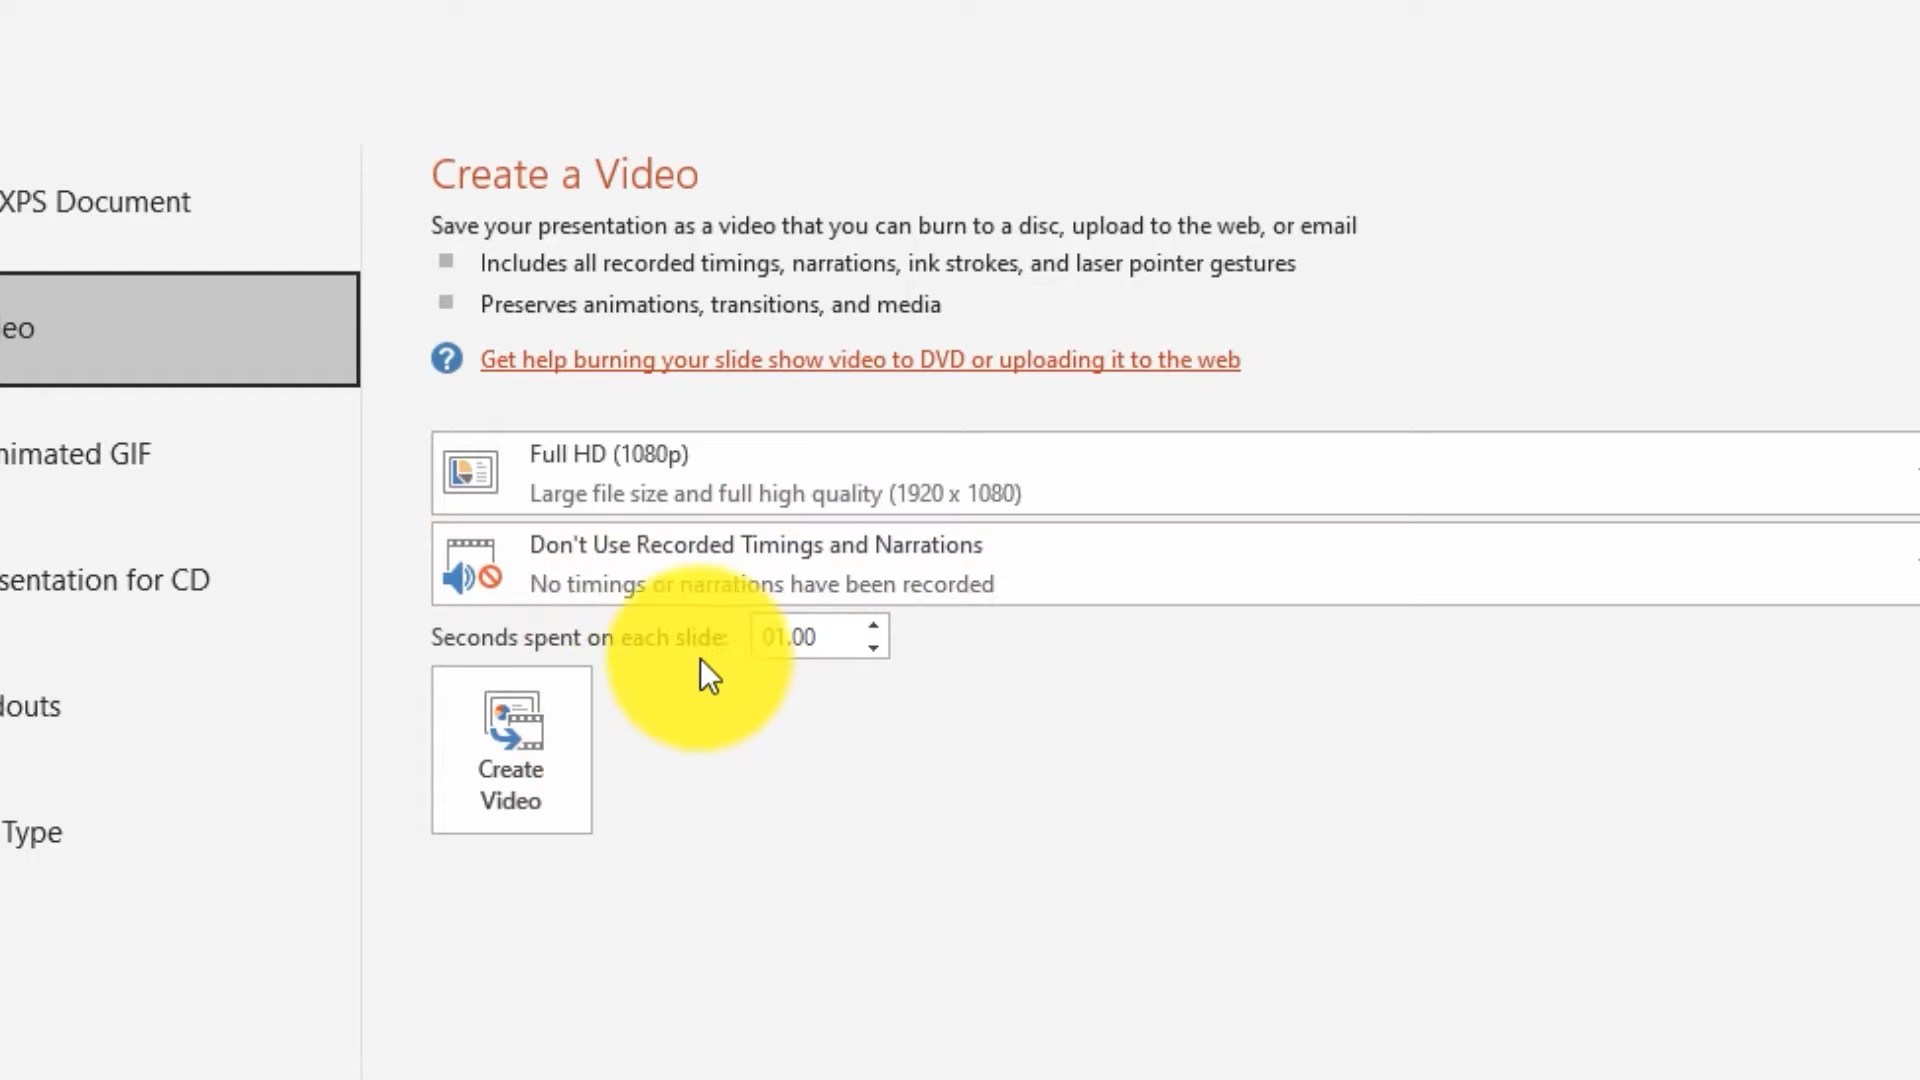 XPS Document
eo
nimated GIF
sentation for CD
outs
Type
Create a Video
Save your presentation as a video that you can burn to a disc, upload to the web, or email
Includes all recorded timings, narrations, ink strokes, and laser pointer gestures
Preserves animations, transitions, and media
? Get help burning your slide show video to DVD or uploading it to the web
Full HD (1080p)
Large file size and full high quality (1920 x 1080)
Don't Use Recorded Timings and Narrations
No timings or narrations have been recorded
Seconds spent on each slide: 01.00
Create
Video